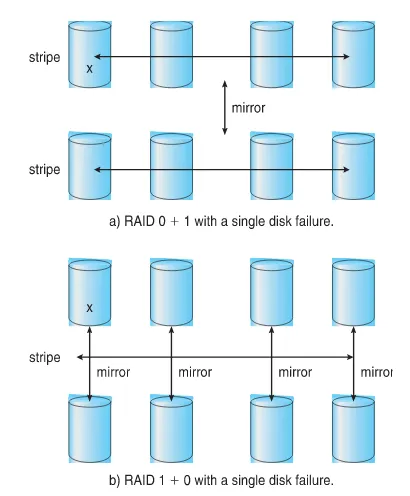 stripe
x
mirror
stripe
a) RAID 0 + 1 with a single disk failure.
x
stripe
mirror mirror mirror mirror
b) RAID 1 + 0 with a single disk failure.